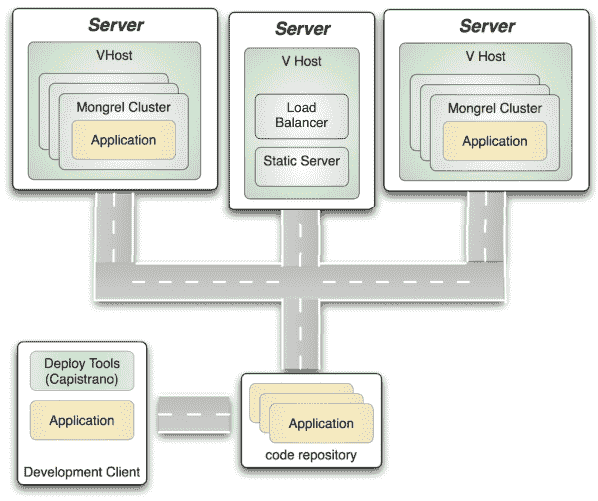 Server
VHost
Mongrel Cluster
Application
Server
V Host
Load
Balancer
Static Server
Server
V Host
Mongrel Cluster
Application
Deploy Tools
(Capistrano)
Application
Development Client
Application
code repository